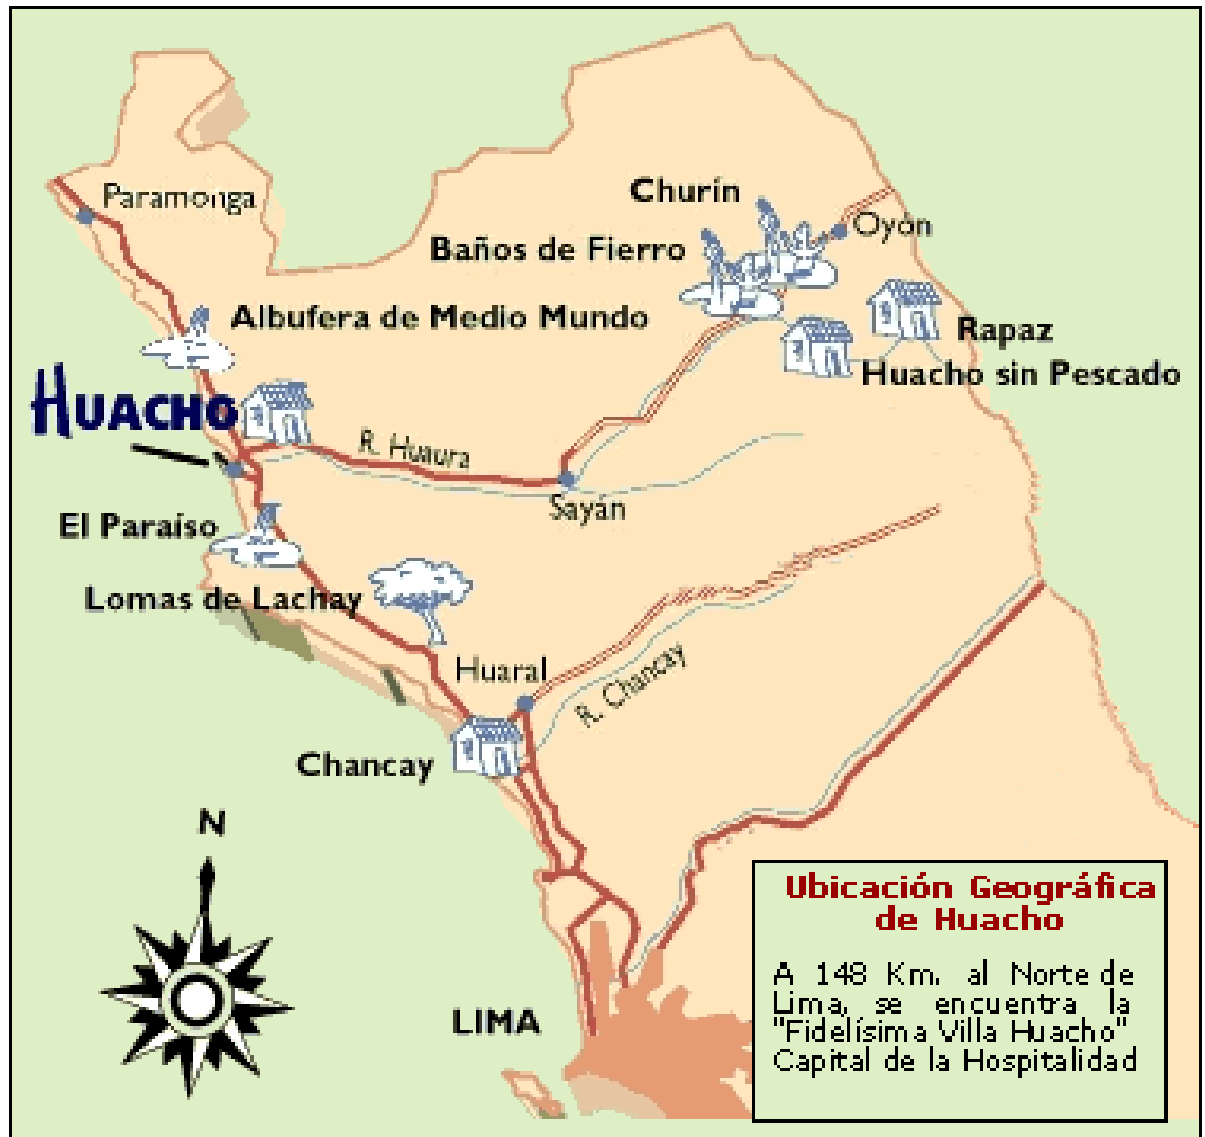 Paramonga
Churín
Oyón
Baños de Fierro
Albufera de Medio Mundo
Rapaz
Huacho sin Pescado
HUACHO
R. Huaura
Sayán
El Paraíso
Lomas de Lachay
Huaral
R. Chancay
Chancay
N
LIMA
Ubicación Geográfica
de Huacho
A 148 Km. al Norte de
Lima, se encuentra la
"Fidelísima Villa Huacho"
Capital de la Hospitalidad